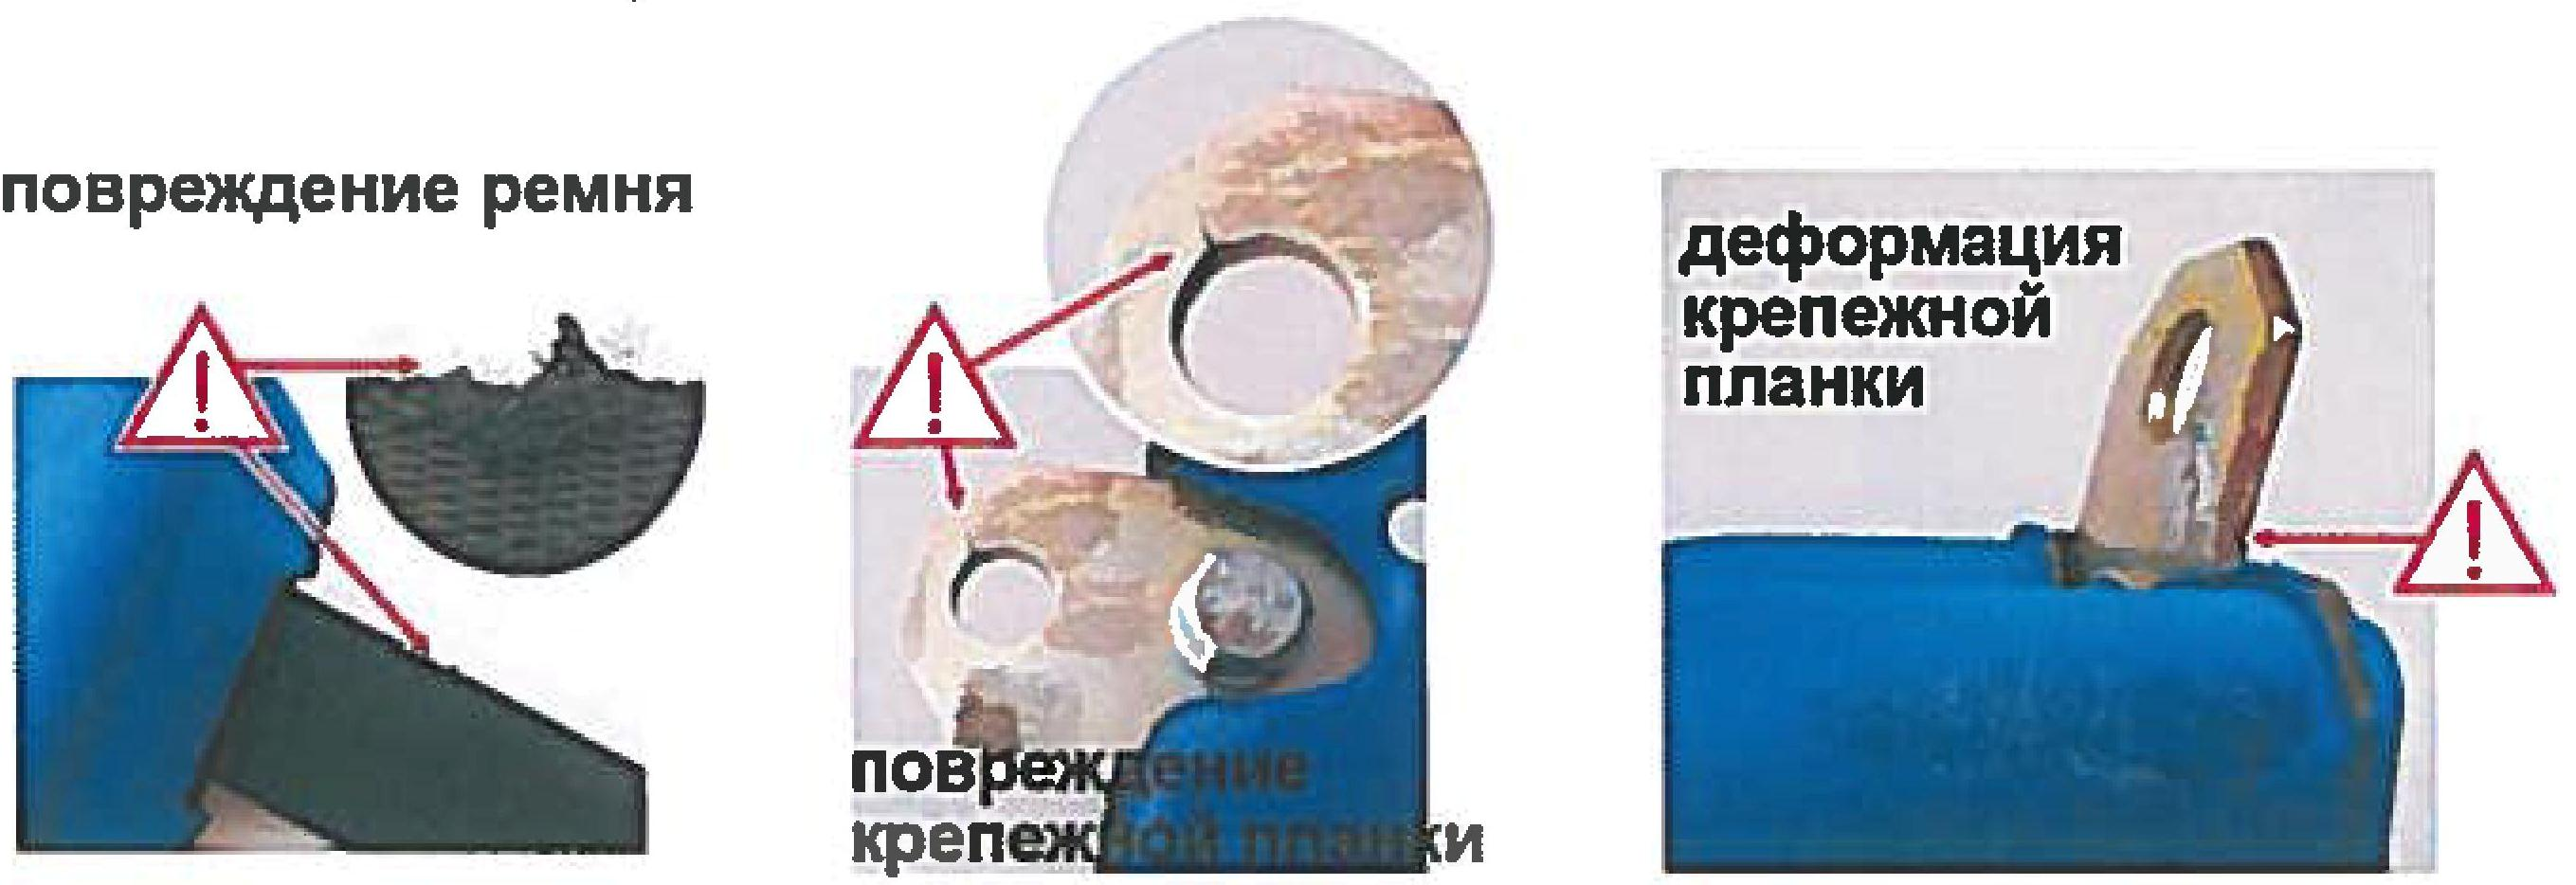 повреждение ремня
повреждение
крепежной планки
деформация
крепежной
планки